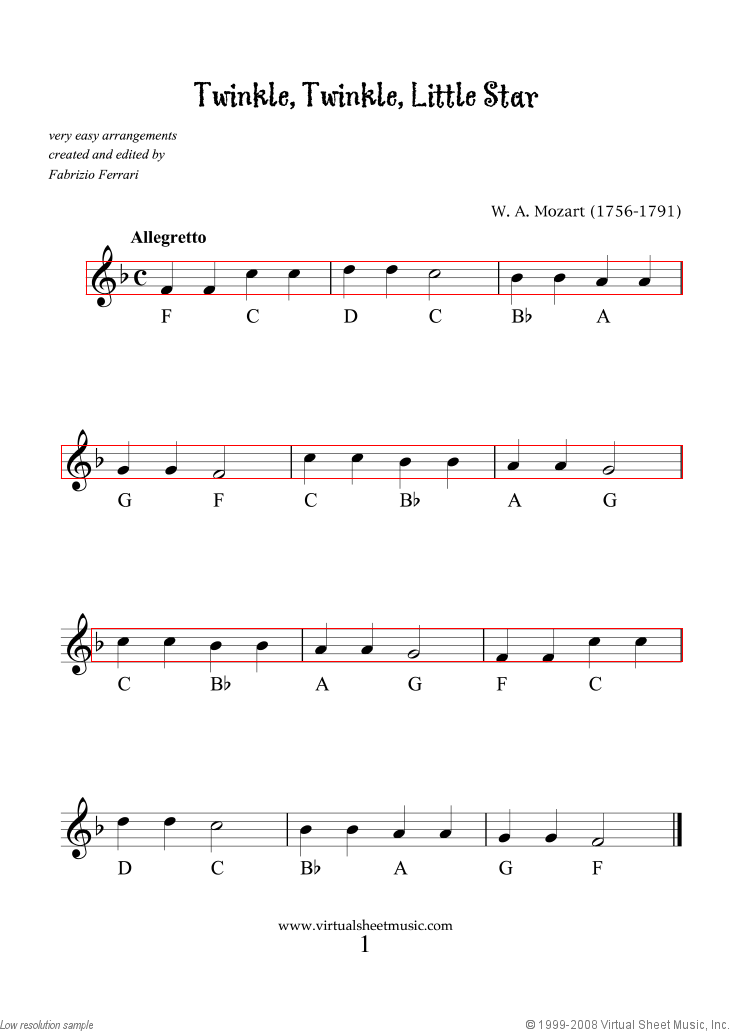 Twinkle, Twinkle, Little Star
very easy arrangements
created and edited by
Fabrizio Ferrari
W. A. Mozart (1756-1791)
Allegretto
F C D C B♭ A
G F C B♭ A G
C B♭ A G F C
D C B♭ A G F
www.virtualsheetmusic.com
1
Low resolution sample
© 1999-2008 Virtual Sheet Music, Inc.